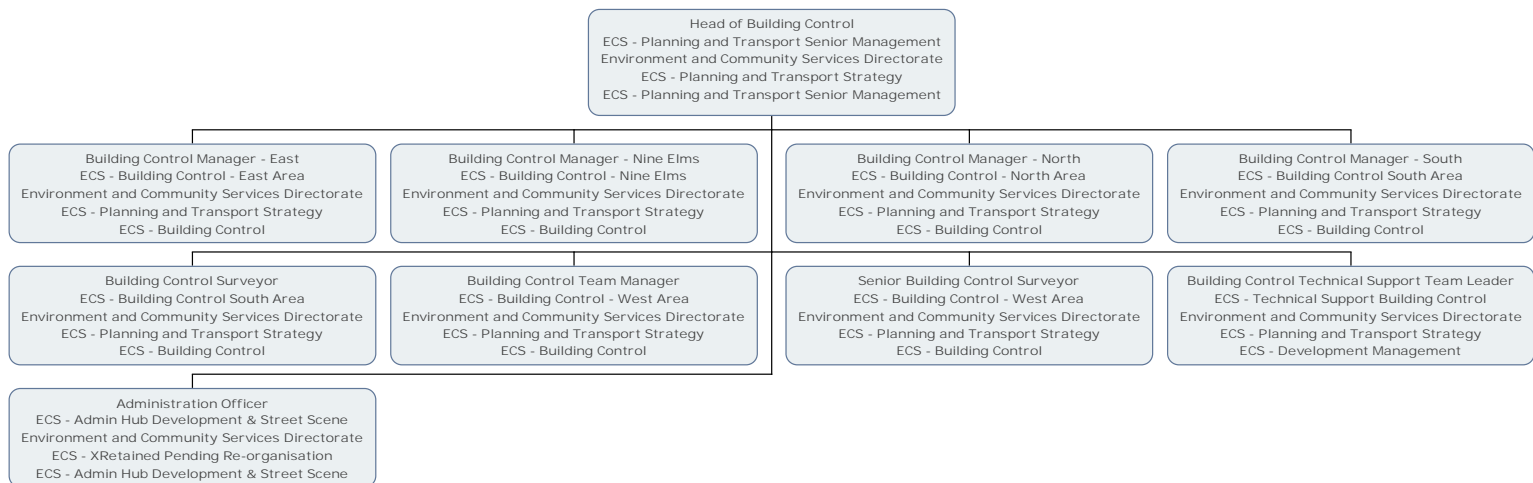 Head of Building Control
ECS - Planning and Transport Senior Management
Environment and Community Services Directorate
ECS - Planning and Transport Strategy
ECS - Planning and Transport Senior Management
Building Control Manager - East
ECS - Building Control - East Area
Environment and Community Services Directorate
ECS - Planning and Transport Strategy
ECS - Building Control
Building Control Manager - Nine Elms
ECS - Building Control - Nine Elms
Environment and Community Services Directorate
ECS - Planning and Transport Strategy
ECS - Building Control
Building Control Manager - North
ECS - Building Control - North Area
Environment and Community Services Directorate
ECS - Planning and Transport Strategy
ECS - Building Control
Building Control Manager - South
ECS - Building Control South Area
Environment and Community Services Directorate
ECS - Planning and Transport Strategy
ECS - Building Control
Building Control Surveyor
ECS - Building Control South Area
Environment and Community Services Directorate
ECS - Planning and Transport Strategy
ECS - Building Control
Building Control Team Manager
ECS - Building Control - West Area
Environment and Community Services Directorate
ECS - Planning and Transport Strategy
ECS - Building Control
Senior Building Control Surveyor
ECS - Building Control - West Area
Environment and Community Services Directorate
ECS - Planning and Transport Strategy
ECS - Building Control
Building Control Technical Support Team Leader
ECS - Technical Support Building Control
Environment and Community Services Directorate
ECS - Planning and Transport Strategy
ECS - Development Management
Administration Officer
ECS - Admin Hub Development & Street Scene
Environment and Community Services Directorate
ECS - XRetained Pending Re-organisation
ECS - Admin Hub Development & Street Scene